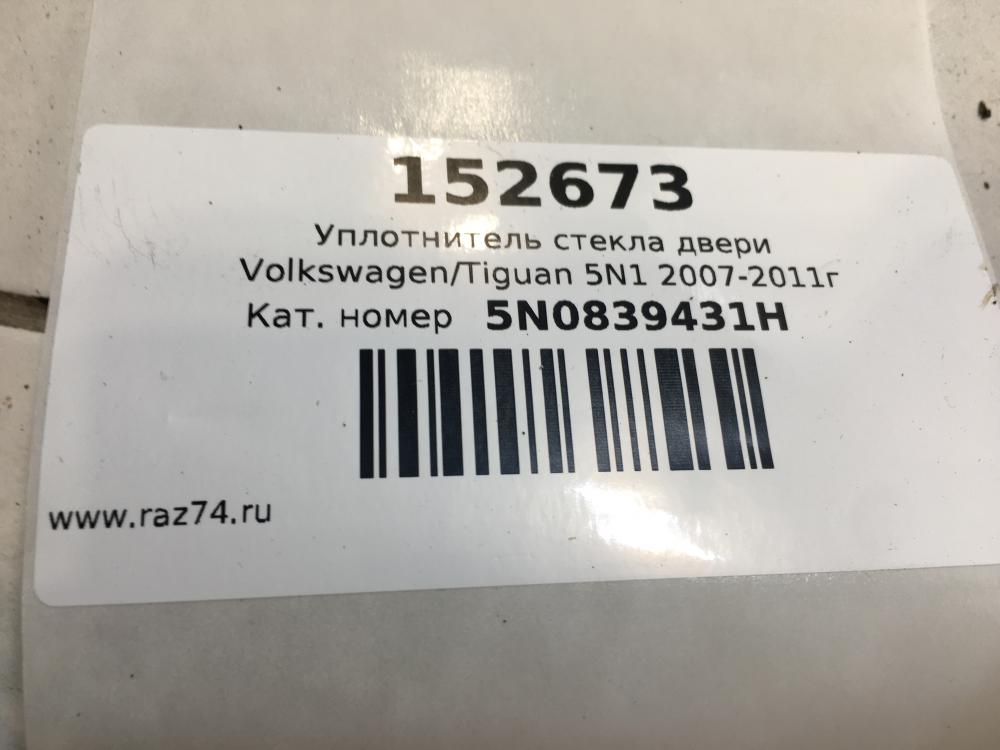 152673
Уплотнитель стекла двери
Volkswagen/Tiguan 5N1 2007-2011г
Кат. номер 5N0839431H
www.raz74.ru